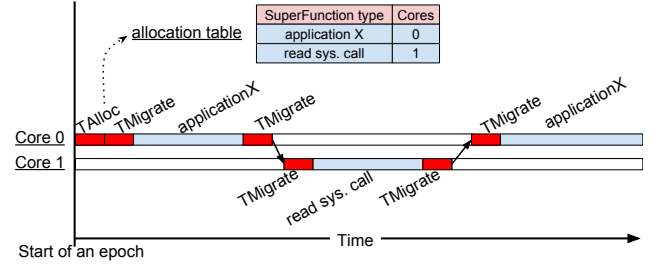 SuperFunction type Cores
application X 0
read sys. call 1
allocation table
TAlloc
TMigrate
applicationX
TMigrate
TMigrate
applicationX
Core 0
Core 1
TMigrate
read sys. call
TMigrate
Time
Start of an epoch